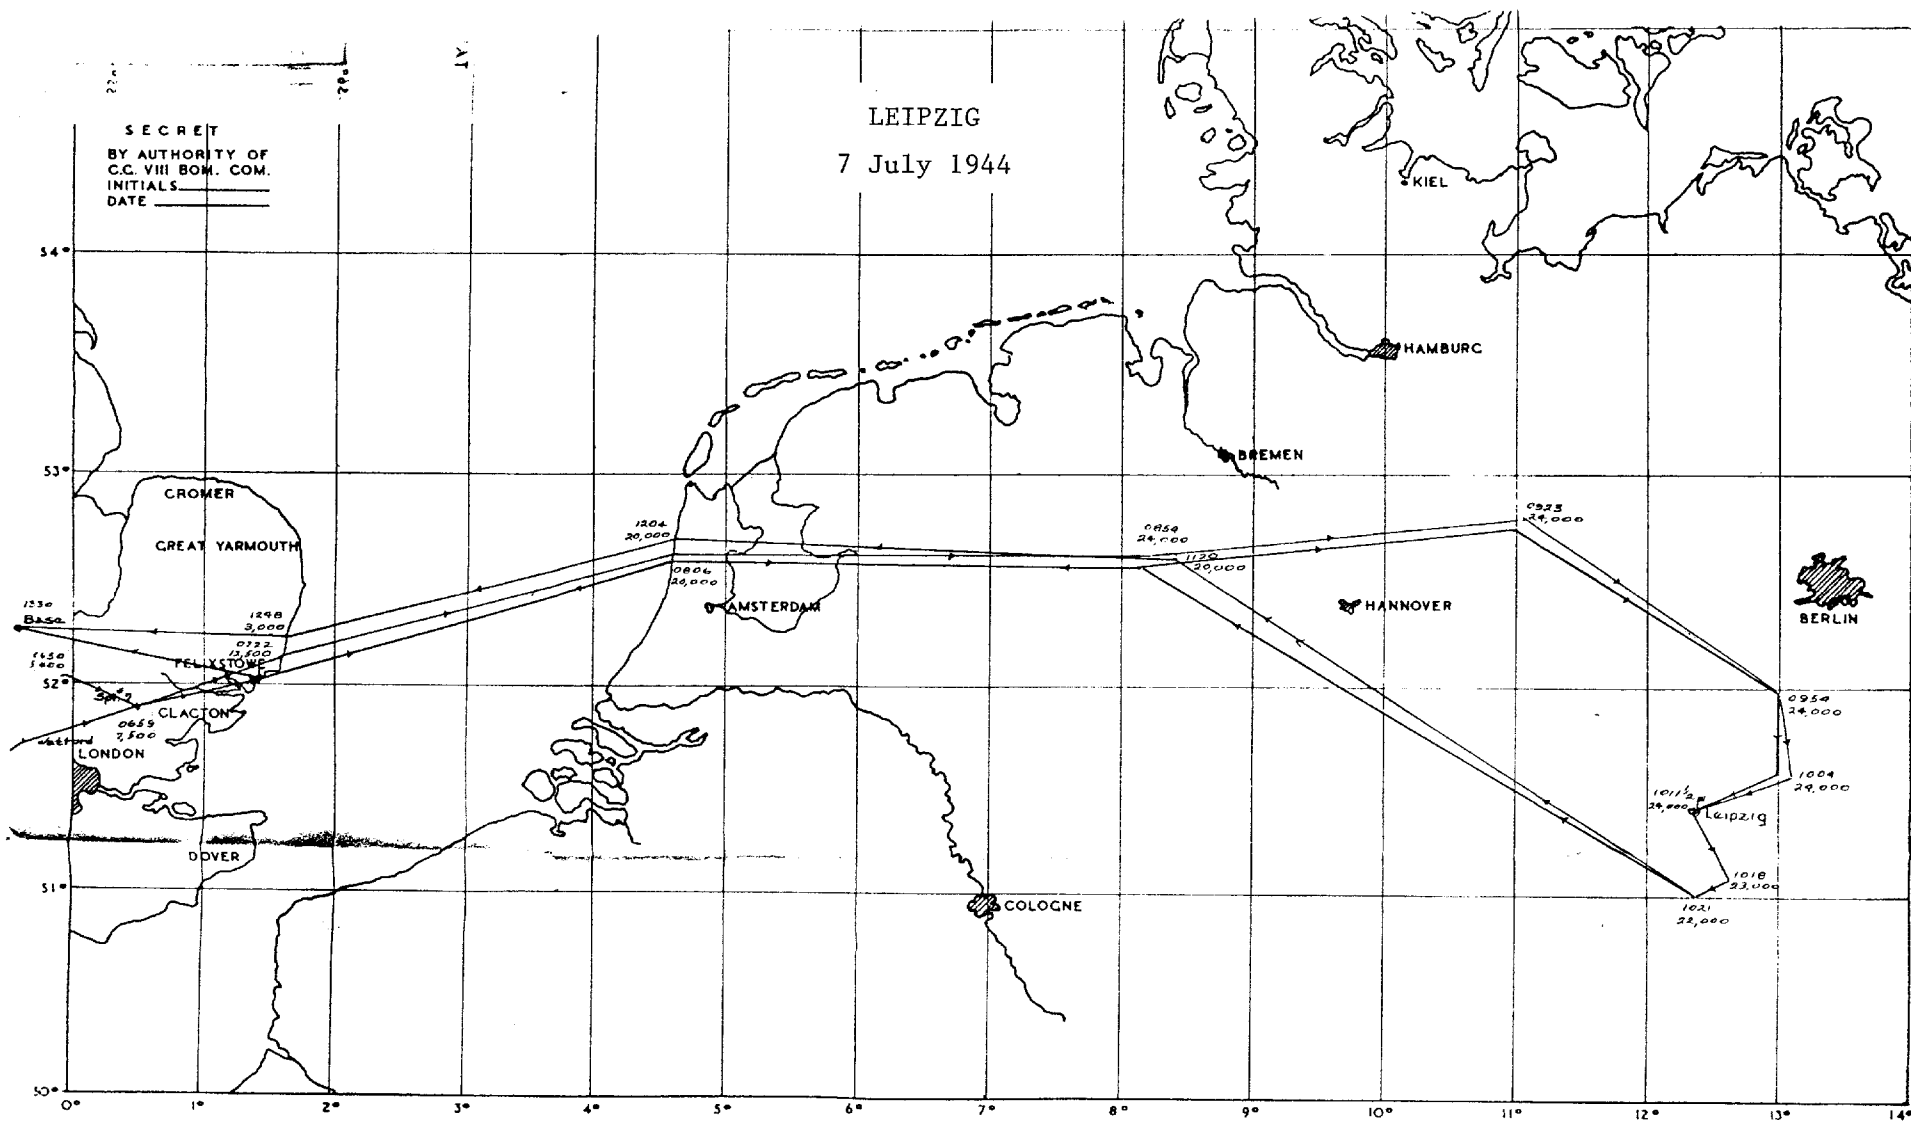 LEIPZIG
7 July 1944
SECRET
BY AUTHORITY OF
C.G. VIII BOM. COM.
INITIALS
DATE
KIEL
54°
HAMBURG
53°
BREMEN
CROMER
GREAT YARMOUTH
1204
20,000
0854
24,000
1120
20,000
0923
24,000
0806
20,000
AMSTERDAM
HANNOVER
BERLIN
1330
Base
1248
3,000
0722
13,500
FELIXSTOWE
52°
CLACTON
0659
7,500
Watford
LONDON
0954
24,000
1004
24,000
1011½
24,000
Leipzig
DOVER
51°
1018
23,000
1021
22,000
COLOGNE
50°
0° 1° 2° 3° 4° 5° 6° 7° 8° 9° 10° 11° 12° 13° 14°